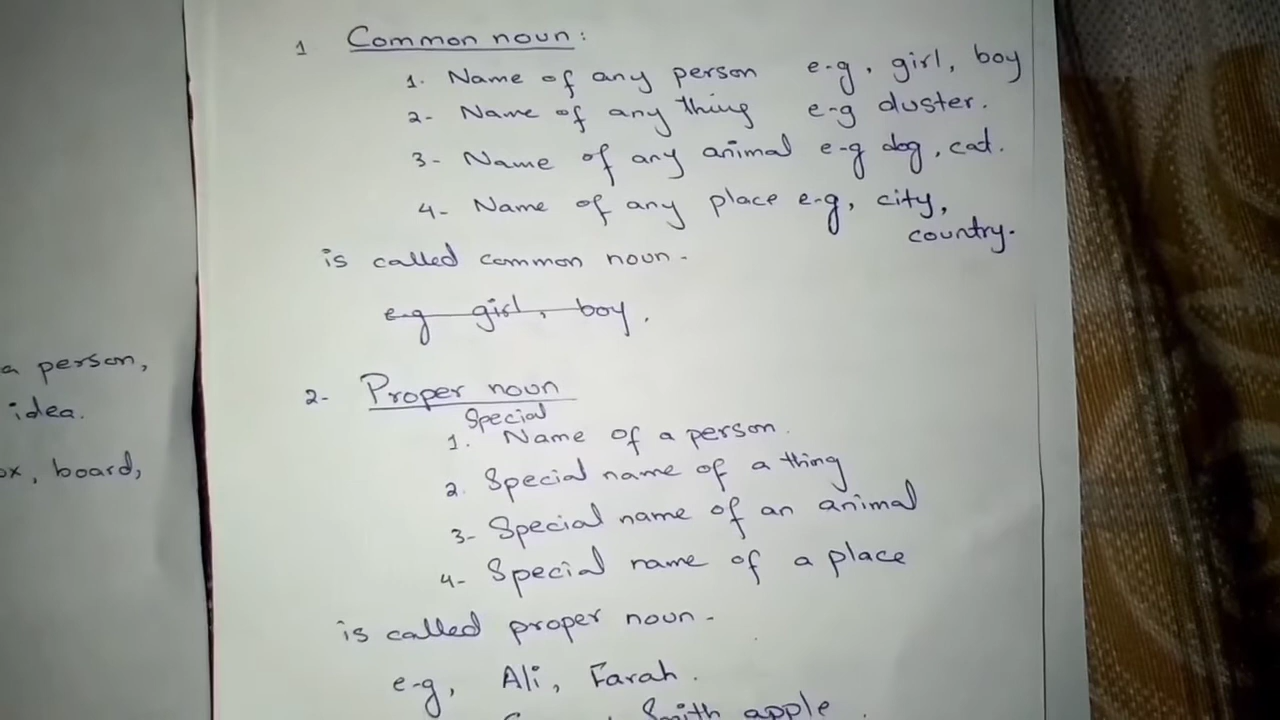 1 Common noun:
1. Name of any person e-g, girl, boy
2- Name of any thing e-g duster.
3- Name of any animal e-g dog, cat.
4- Name of any place e-g, city,
country.
is called common noun.
e-g girl, boy.
a person,
idea.
ox, board,
2- Proper noun
Special
1. Name of a person.
2. Special name of a thing
3- Special name of an animal
4- Special name of a place
is called proper noun.
e-g, Ali, Farah.
Smith apple.